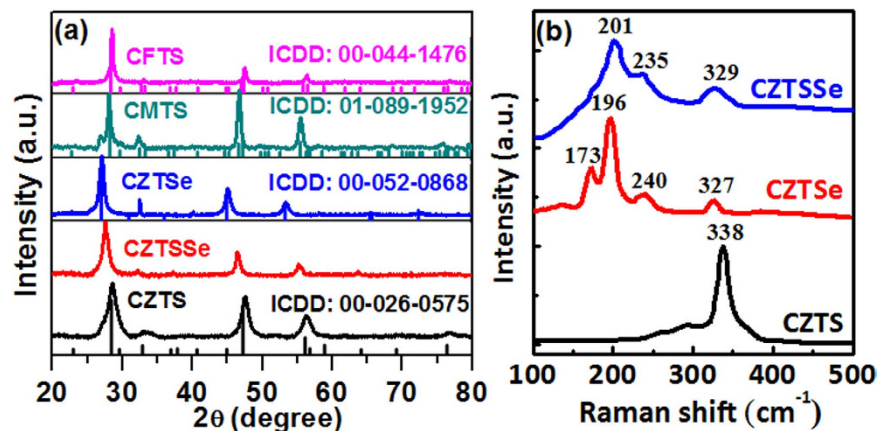 (a)
CFTS
ICDD: 00-044-1476
CMTS
ICDD: 01-089-1952
CZTSe
ICDD: 00-052-0868
CZTSSe
CZTS
ICDD: 00-026-0575
Intensity (a.u.)
20 30 40 50 60 70 80
2θ (degree)
(b)
201
235
329
CZTSSe
196
173
240
327
CZTSe
338
CZTS
Intensity (a.u.)
100 200 300 400 500
Raman shift (cm-1)